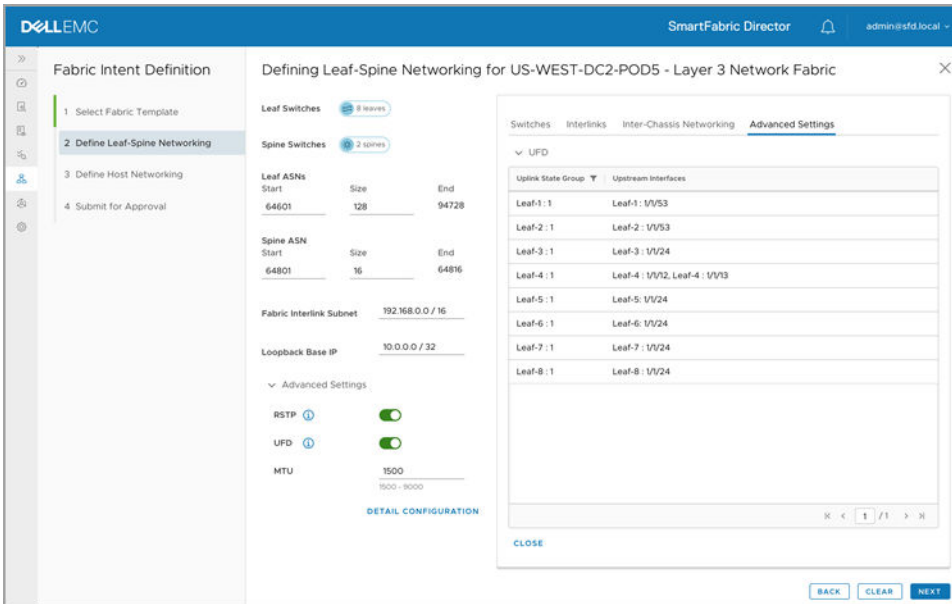 DELLEMC
SmartFabric Director
admin@sfd.local
Fabric Intent Definition
1 Select Fabric Template
2 Define Leaf-Spine Networking
3 Define Host Networking
4 Submit for Approval
Defining Leaf-Spine Networking for US-WEST-DC2-POD5 - Layer 3 Network Fabric
Leaf Switches 8 leaves
Spine Switches 2 spines
Leaf ASNs
Start Size End
64601 128 94728
Spine ASN
Start Size End
64801 16 64816
Fabric Interlink Subnet 192.168.0.0 / 16
Loopback Base IP 10:0.0.0 / 32
Advanced Settings
RSTP
UFD
MTU 1500
1500 - 9000
DETAIL CONFIGURATION
Switches Interlinks Inter-Chassis Networking Advanced Settings
UFD
Uplink State Group Upstream Interfaces
Leaf-1 : 1 Leaf-1 : 1/1/53
Leaf-2 : 1 Leaf-2 : 1/1/53
Leaf-3 : 1 Leaf-3 : 1/1/24
Leaf-4 : 1 Leaf-4 : 1/1/12, Leaf-4 : 1/1/13
Leaf-5 : 1 Leaf-5: 1/1/24
Leaf-6 : 1 Leaf-6: 1/1/24
Leaf-7 : 1 Leaf-7 : 1/1/24
Leaf-8 : 1 Leaf-8 : 1/1/24
1 / 1
CLOSE
BACK CLEAR NEXT